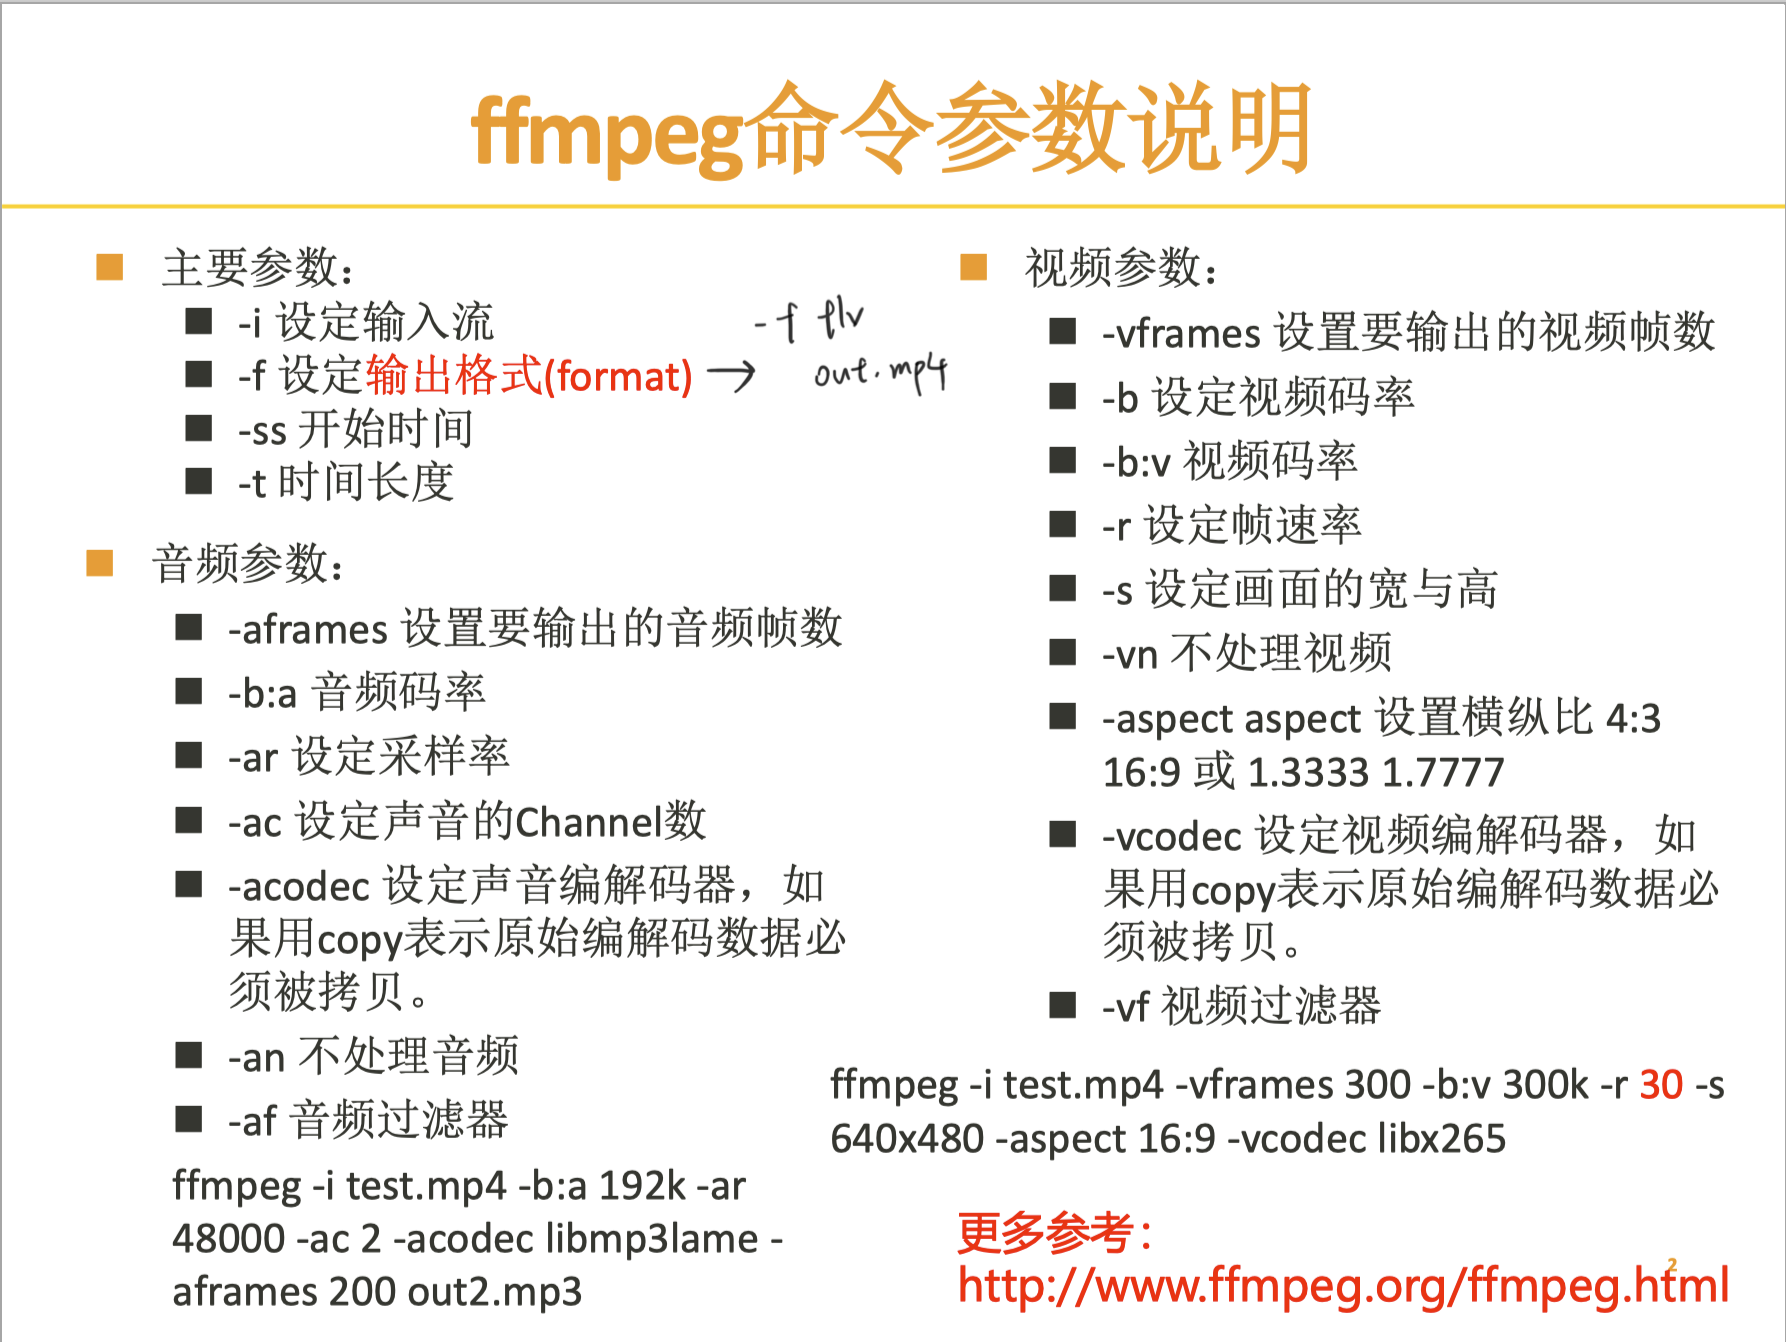 ffmpeg命令参数说明
主要参数：
-i 设定输入流
-f 设定输出格式(format) → -f flv
out.mp4
-ss 开始时间
-t 时间长度
音频参数：
-aframes 设置要输出的音频帧数
-b:a 音频码率
-ar 设定采样率
-ac 设定声音的Channel数
-acodec 设定声音编解码器，如
果用copy表示原始编解码数据必
须被拷贝。
-an 不处理音频
-af 音频过滤器
ffmpeg -i test.mp4 -b:a 192k -ar
48000 -ac 2 -acodec libmp3lame -
aframes 200 out2.mp3
视频参数：
-vframes 设置要输出的视频帧数
-b 设定视频码率
-b:v 视频码率
-r 设定帧速率
-s 设定画面的宽与高
-vn 不处理视频
-aspect aspect 设置横纵比 4:3
16:9 或 1.3333 1.7777
-vcodec 设定视频编解码器，如
果用copy表示原始编解码数据必
须被拷贝。
-vf 视频过滤器
ffmpeg -i test.mp4 -vframes 300 -b:v 300k -r 30 -s
640x480 -aspect 16:9 -vcodec libx265
更多参考：
http://www.ffmpeg.org/ffmpeg.html
2